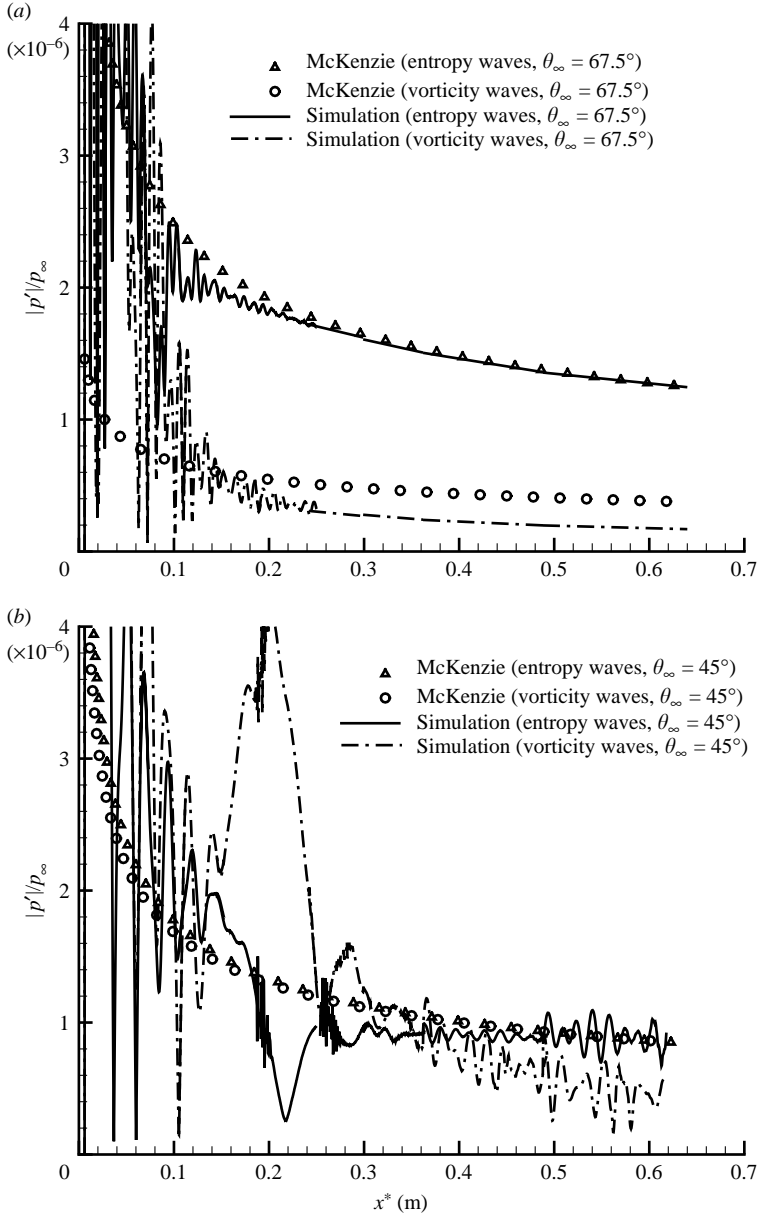 (a)
4
(×10⁻⁶)
3
2
1
|p′|/p∞
McKenzie (entropy waves, θ∞ = 67.5°)
McKenzie (vorticity waves, θ∞ = 67.5°)
Simulation (entropy waves, θ∞ = 67.5°)
Simulation (vorticity waves, θ∞ = 67.5°)
0 0.1 0.2 0.3 0.4 0.5 0.6 0.7
(b)
4
(×10⁻⁶)
3
2
1
|p′|/p∞
McKenzie (entropy waves, θ∞ = 45°)
McKenzie (vorticity waves, θ∞ = 45°)
Simulation (entropy waves, θ∞ = 45°)
Simulation (vorticity waves, θ∞ = 45°)
0 0.1 0.2 0.3 0.4 0.5 0.6 0.7
x* (m)